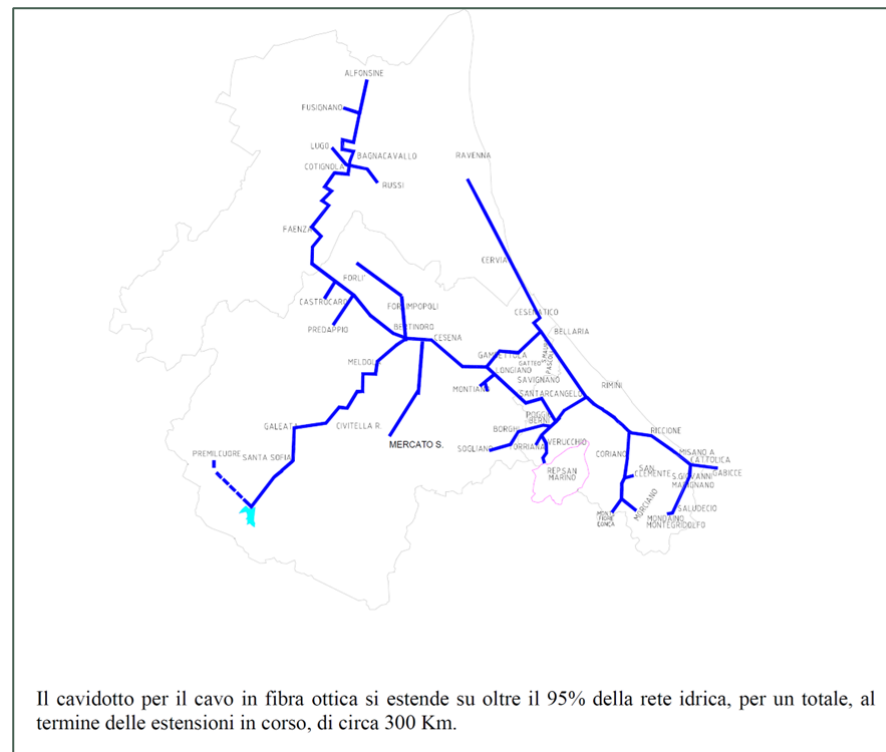 ALFONSINE
FUSIGNANO
LUGO
BAGNACAVALLO
RAVENNA
COTIGNOLA
RUSSI
FAENZA
CERVIA
FORLI'
CASTROCARO
FORLIMPOPOLI
CESENATICO
PREDAPPIO
BERTINORO
BELLARIA
CESENA
GAMBETTOLA
GATTEO
S.MAURO
PASCOLI
MELDOLA
LONGIANO
SAVIGNANO
RIMINI
MONTIANO
SANTARCANGELO
POGGIO
BERNI
GALEATA
CIVITELLA R.
BORGHI
RICCIONE
MERCATO S.
SOGLIANO
TORRIANA
VERUCCHIO
CORIANO
PREMILCUORE
SANTA SOFIA
MISANO A.
CATTOLICA
REP.SAN
MARINO
SAN
CLEMENTE
S.GIOVANNI
MARIGNANO
GABICCE
MORCIANO
SALUDECIO
MONDAINO
MONTEGRIDOLFO
Il cavidotto per il cavo in fibra ottica si estende su oltre il 95% della rete idrica, per un totale, al
termine delle estensioni in corso, di circa 300 Km.